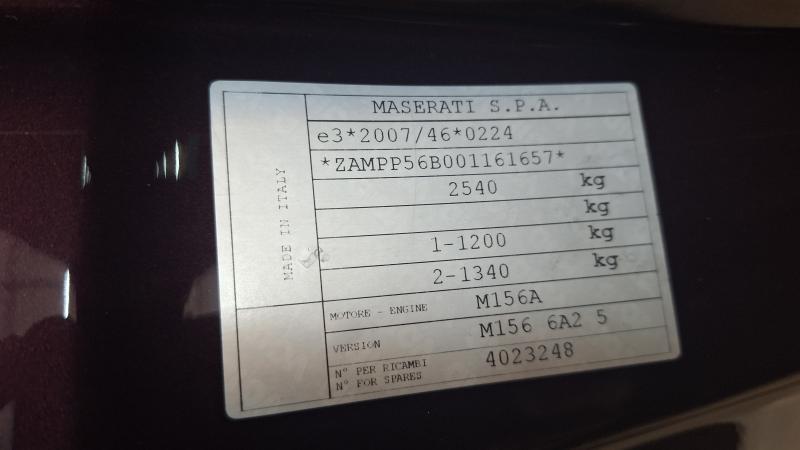 MASERATI S.P.A.
e3*2007/46*0224
*ZAMPP56B001161657*
2540 kg
kg
1-1200 kg
2-1340 kg
MADE IN ITALY
MOTORE - ENGINE M156A
VERSION M156 6A2 5
N° PER RICAMBI
N° FOR SPARES 4023248